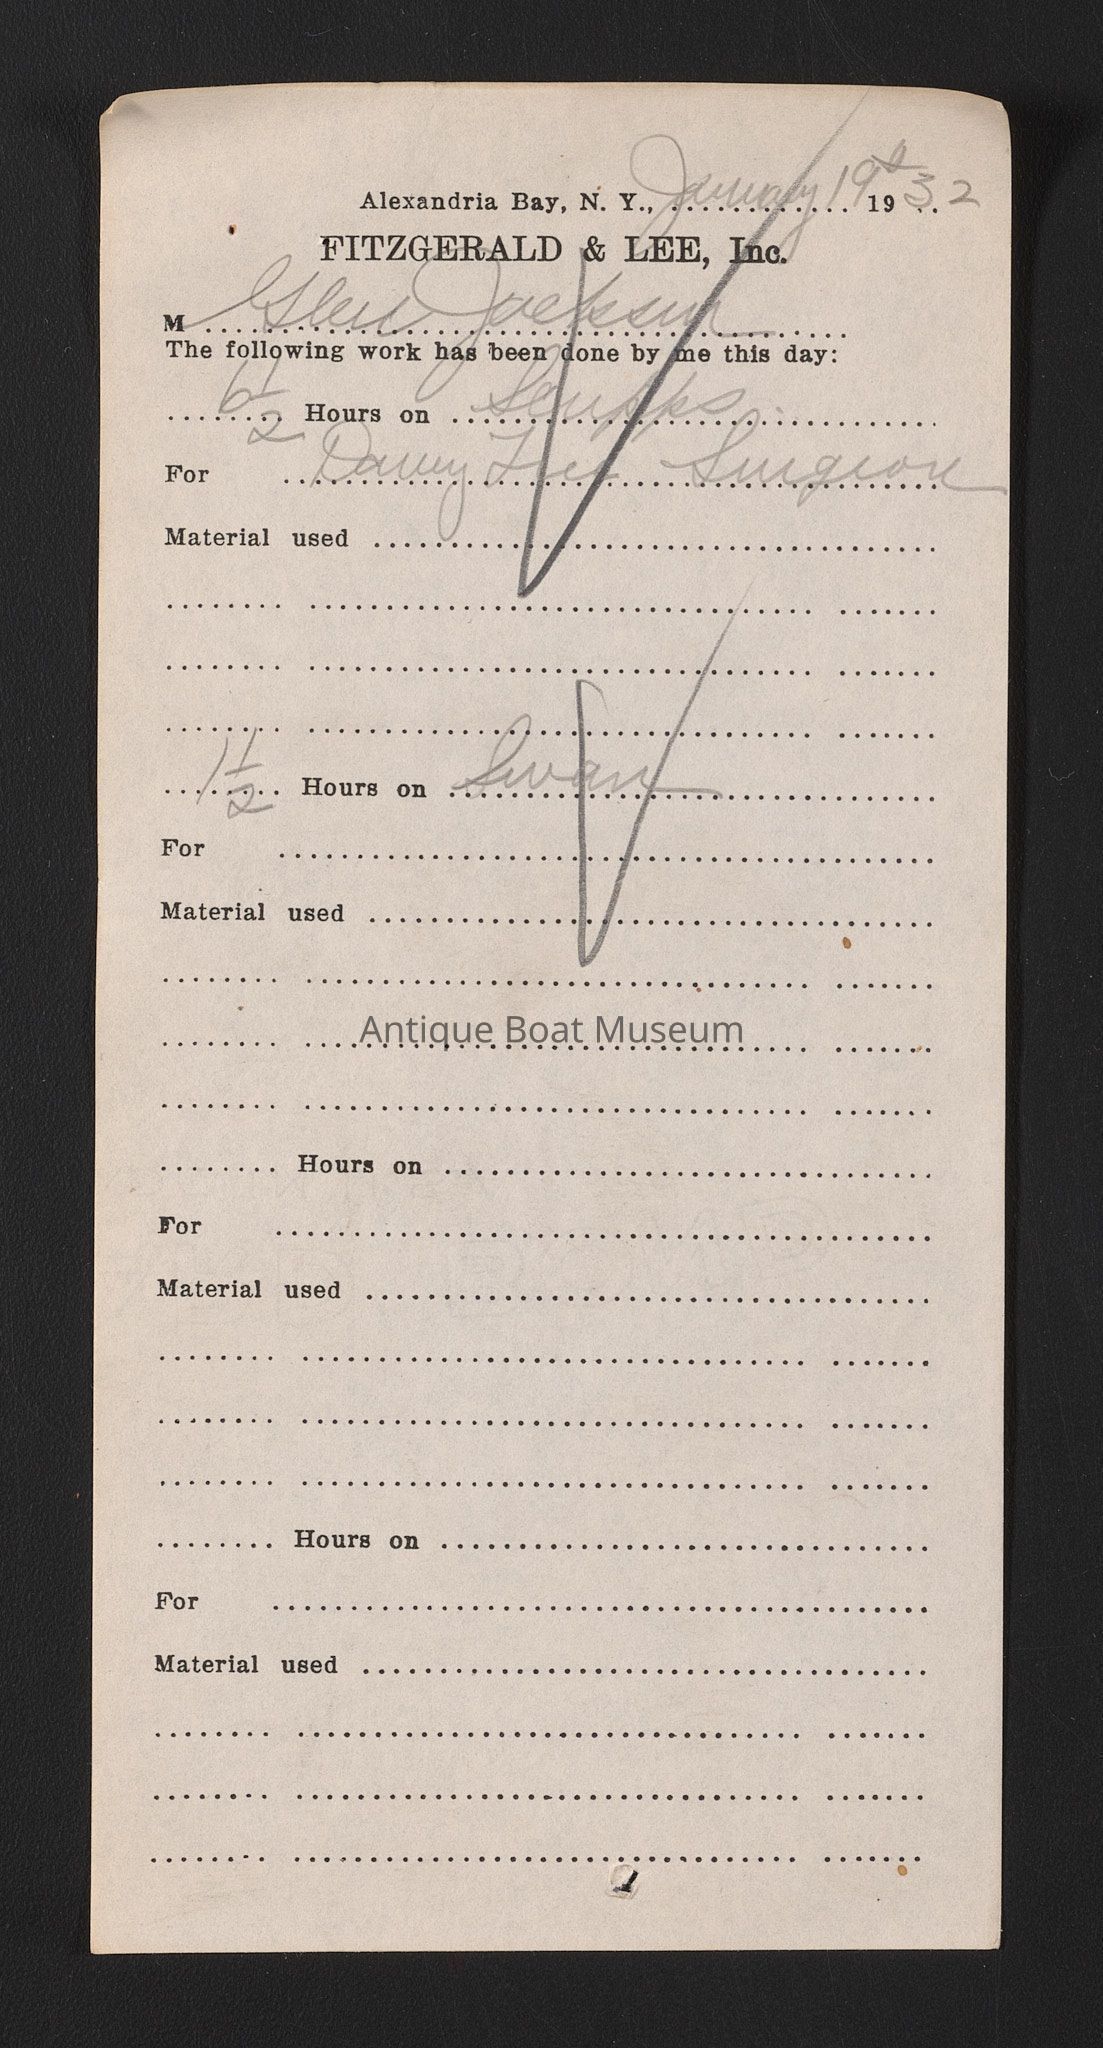 Alexandria Bay, N. Y., January 19th 1932
FITZGERALD & LEE, Inc.
M Glen Jackson
The following work has been done by me this day:
6 1/2 Hours on Scripps
For Davey Tree Surgeon
Material used
1 1/2 Hours on Swan
For
Material used
Antique Boat Museum
Hours on
For
Material used
Hours on
For
Material used